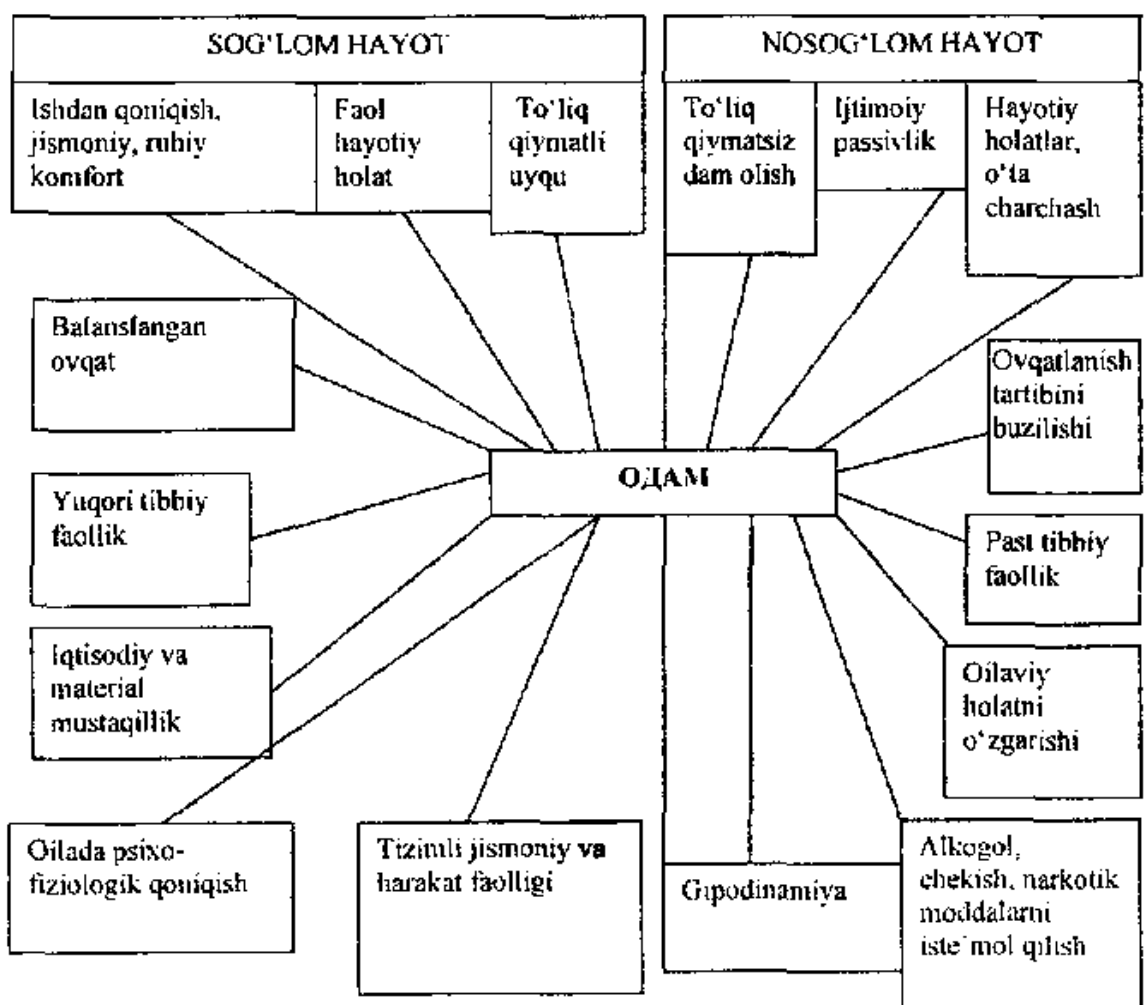 SOG‘LOM HAYOT
NOSOG‘LOM HAYOT
Ishdan qoniqish,
jismoniy, ruhiy
komfort
Faol
hayotiy
holat
To‘liq
qiymatli
uyqu
To‘liq
qiymatsiz
dam olish
Ijtimoiy
passivlik
Hayotiy
holatlar,
o‘ta
charchash
Balanslangan
ovqat
Ovqatlanish
tartibini
buzilishi
ОДАМ
Yuqori tibbiy
faollik
Past tibbiy
faollik
Iqtisodiy va
material
mustaqillik
Oilaviy
holatni
o‘zgarishi
Oilada psixo-
fiziologik qoniqish
Tizimli jismoniy va
harakat faolligi
Gipodinamiya
Alkogol,
chekish, narkotik
moddalarni
iste‘mol qilish